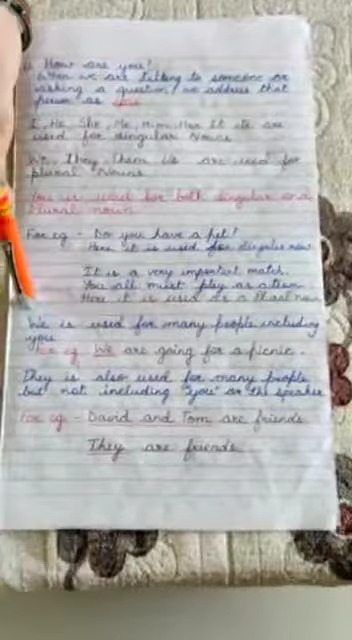 How are you?
When we are talking to someone or
asking a question, we address that
person as you
I, He, She, Me, Him, Her It etc are
used for singular Nouns
We, They, Them Us are used for
plural Nouns
You is used for both singular and
plural noun
For eg - Do you have a pet?
Here it is used for singular noun
It is a very important match.
You all must play as a team
Here it is used as a plural noun
We is used for many people including
you
For eg We are going for a picnic.
They is also used for many people
but not including "you" or the speaker
For eg - David and Tom are friends
They are friends